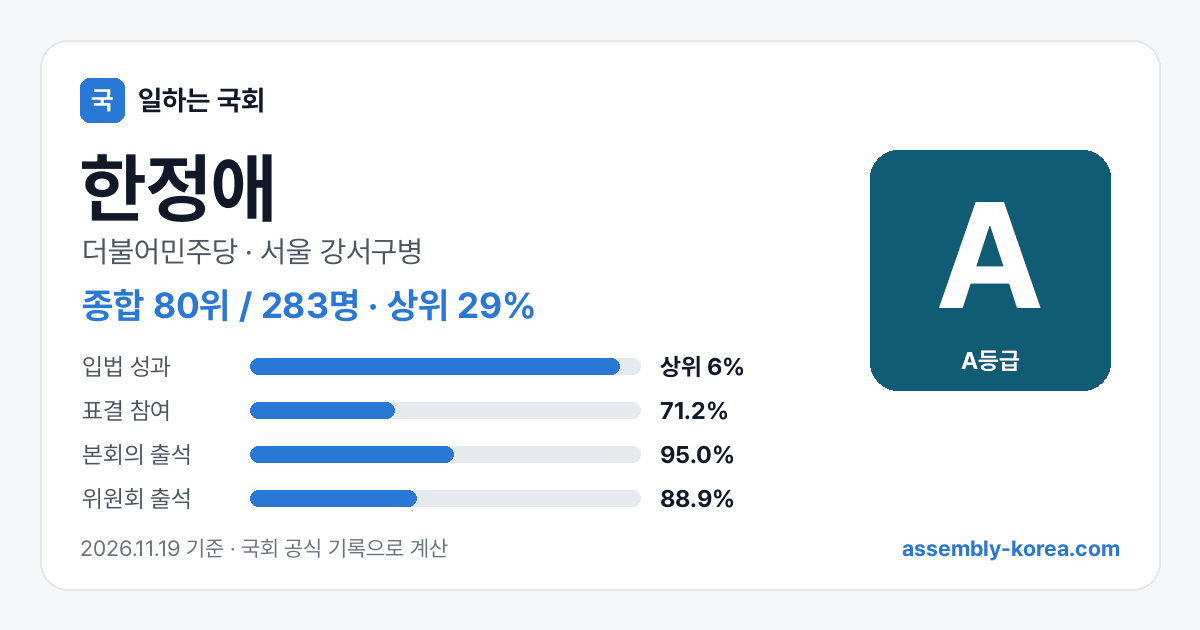 국 일하는 국회
한정애
더불어민주당 · 서울 강서구병
종합 80위 / 283명 · 상위 29%
입법 성과 상위 6%
표결 참여 71.2%
본회의 출석 95.0%
위원회 출석 88.9%
A
A등급
2026.11.19 기준 · 국회 공식 기록으로 계산
assembly-korea.com